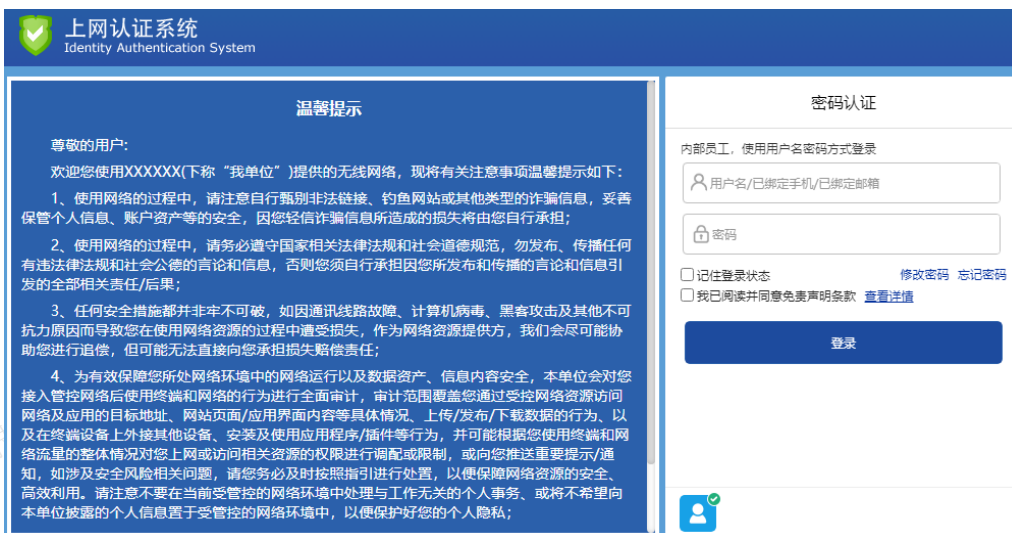 上网认证系统
Identity Authentication System
温馨提示
尊敬的用户:
欢迎您使用XXXXXX(下称“我单位”)提供的无线网络，现将有关注意事项温馨提示如下：
1、使用网络的过程中，请注意自行甄别非法链接、钓鱼网站或其他类型的诈骗信息，妥善
保管个人信息、账户资产等的安全，因您轻信诈骗信息所造成的损失将由您自行承担；
2、使用网络的过程中，请务必遵守国家相关法律法规和社会道德规范，勿发布、传播任何
有违法律法规和社会公德的言论和信息，否则您须自行承担因您所发布和传播的言论和信息引
发的全部相关责任/后果；
3、任何安全措施都并非牢不可破，如因通讯线路故障、计算机病毒、黑客攻击及其他不可
抗力原因而导致您在使用网络资源的过程中遭受损失，作为网络资源提供方，我们会尽可能协
助您进行追偿，但可能无法直接向您承担损失赔偿责任；
4、为有效保障您所处网络环境中的网络运行以及数据资产、信息内容安全，本单位会对您
接入管控网络后使用终端和网络的行为进行全面审计，审计范围覆盖您通过受控网络资源访问
网络及应用的目标地址、网站页面/应用界面内容等具体情况、上传/发布/下载数据的行为、以
及在终端设备上外接其他设备、安装及使用应用程序/插件等行为，并可能根据您使用终端和网
络流量的整体情况对您上网或访问相关资源的权限进行调配或限制，或向您推送重要提示/通
知，如涉及安全风险相关问题，请您务必及时按照指引进行处置，以便保障网络资源的安全、
高效利用。请注意不要在当前受管控的网络环境中处理与工作无关的个人事务、或将不希望向
本单位披露的个人信息置于受管控的网络环境中，以便保护好您的个人隐私；
密码认证
内部员工，使用用户名密码方式登录
用户名/已绑定手机/已绑定邮箱
密码
记住登录状态 修改密码 忘记密码
我已阅读并同意免责声明条款 查看详情
登录